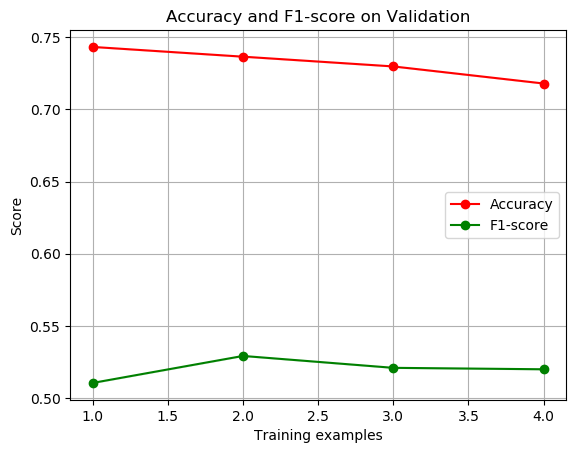 Accuracy and F1-score on Validation
0.75
0.70
0.65
0.60
0.55
0.50
Score
Accuracy
F1-score
1.0 1.5 2.0 2.5 3.0 3.5 4.0
Training examples